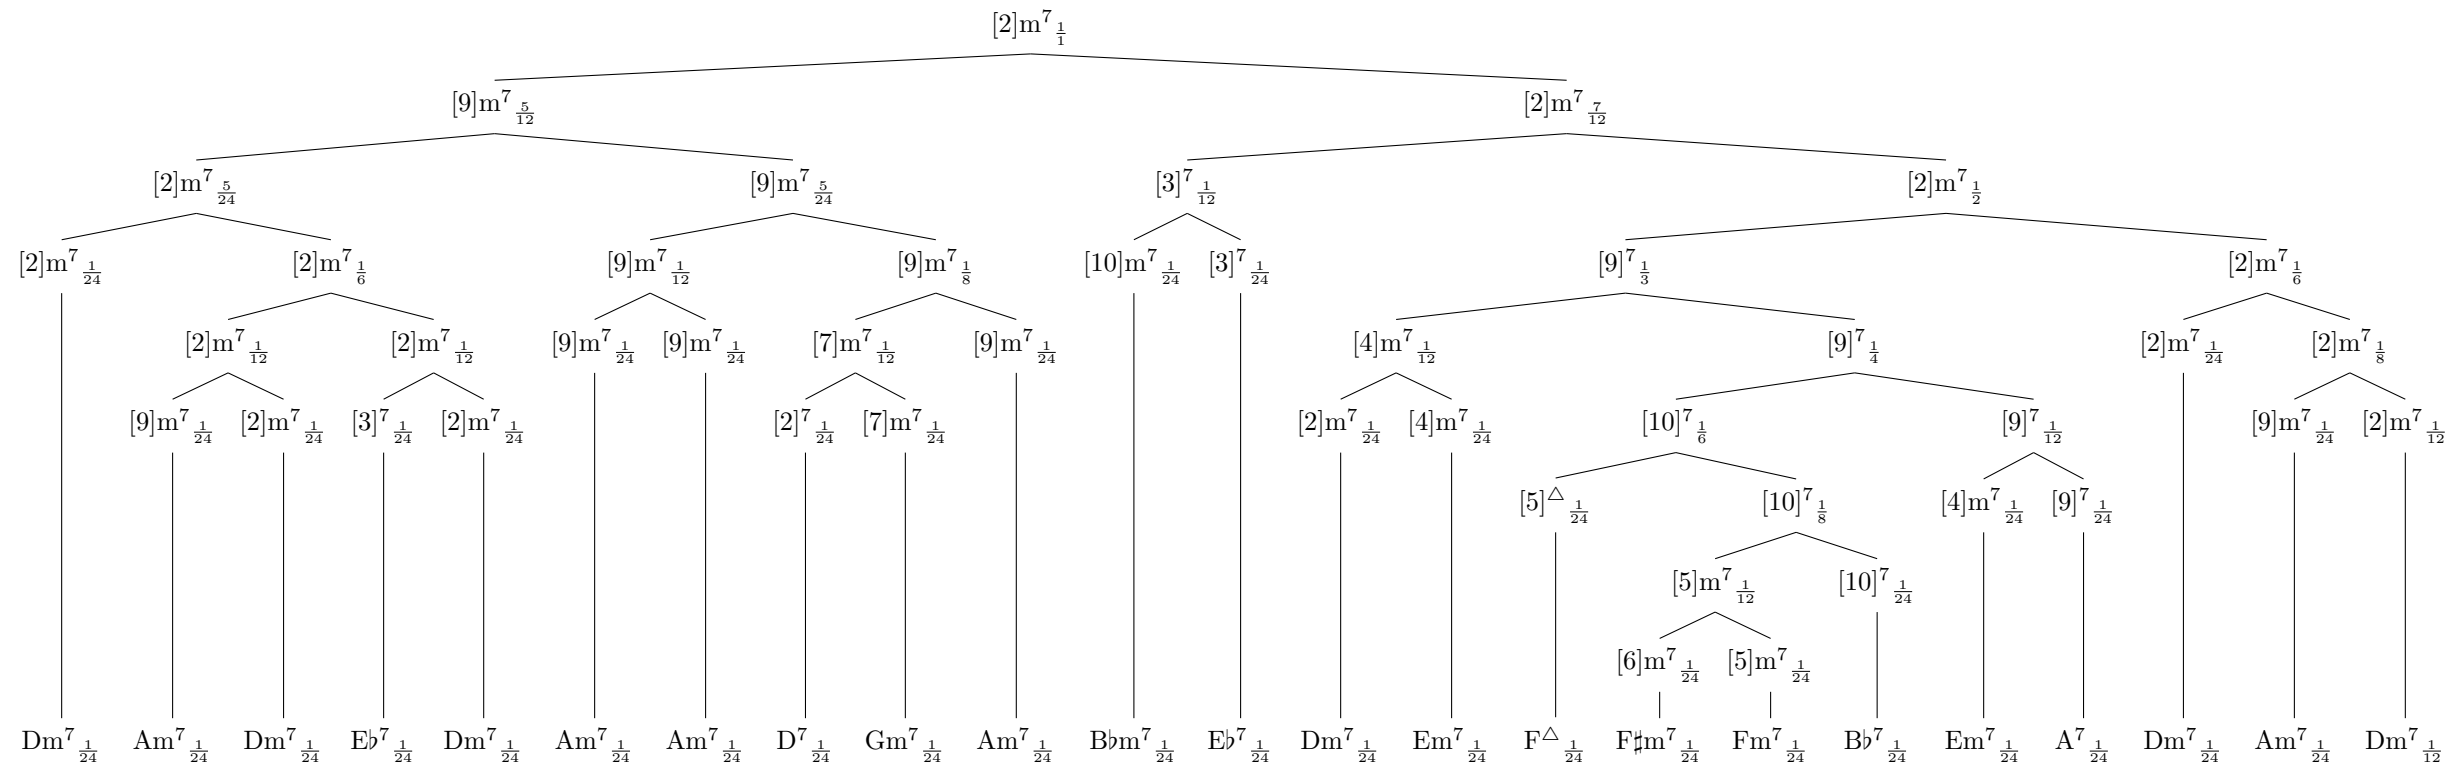 [2]m⁷ 1/1
[9]m⁷ 5/12 [2]m⁷ 7/12
[2]m⁷ 5/24 [9]m⁷ 5/24 [3]⁷ 1/12 [2]m⁷ 1/2
[2]m⁷ 1/24 [2]m⁷ 1/6 [9]m⁷ 1/12 [9]m⁷ 1/8 [10]m⁷ 1/24 [3]⁷ 1/24 [9]⁷ 1/3 [2]m⁷ 1/6
[2]m⁷ 1/12 [2]m⁷ 1/12 [9]m⁷ 1/24 [9]m⁷ 1/24 [7]m⁷ 1/12 [9]m⁷ 1/24 [4]m⁷ 1/12 [9]⁷ 1/4 [2]m⁷ 1/24 [2]m⁷ 1/8
[9]m⁷ 1/24 [2]m⁷ 1/24 [3]⁷ 1/24 [2]m⁷ 1/24 [2]⁷ 1/24 [7]m⁷ 1/24 [2]m⁷ 1/24 [4]m⁷ 1/24 [10]⁷ 1/6 [9]⁷ 1/12 [9]m⁷ 1/24 [2]m⁷ 1/12
[5]△ 1/24 [10]⁷ 1/8 [4]m⁷ 1/24 [9]⁷ 1/24
[5]m⁷ 1/12 [10]⁷ 1/24
[6]m⁷ 1/24 [5]m⁷ 1/24
Dm⁷ 1/24 Am⁷ 1/24 Dm⁷ 1/24 E♭⁷ 1/24 Dm⁷ 1/24 Am⁷ 1/24 Am⁷ 1/24 D⁷ 1/24 Gm⁷ 1/24 Am⁷ 1/24 B♭m⁷ 1/24 E♭⁷ 1/24 Dm⁷ 1/24 Em⁷ 1/24 F△ 1/24 F♯m⁷ 1/24 Fm⁷ 1/24 B♭⁷ 1/24 Em⁷ 1/24 A⁷ 1/24 Dm⁷ 1/24 Am⁷ 1/24 Dm⁷ 1/12